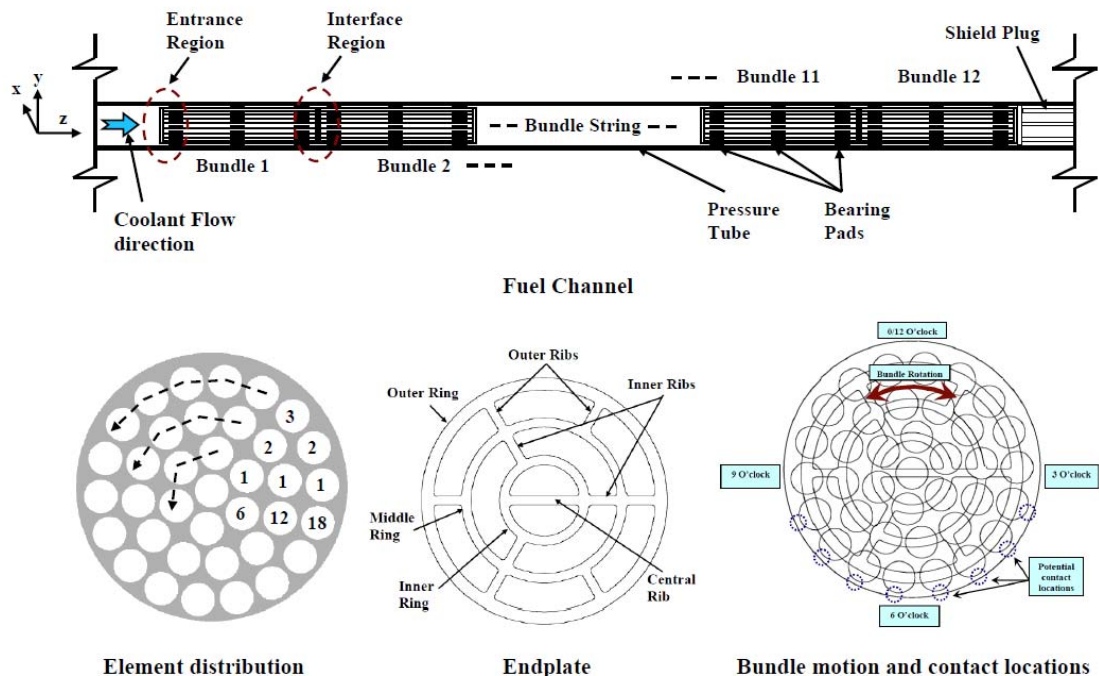 Entrance
Region
Interface
Region
Shield Plug
Bundle 11
Bundle 12
y
x
z
Bundle String
Bundle 1
Bundle 2
Coolant Flow
direction
Pressure
Tube
Bearing
Pads
Fuel Channel
3
2
2
1
1
1
6
12
18
Element distribution
Outer Ribs
Outer Ring
Inner Ribs
Middle
Ring
Inner
Ring
Central
Rib
Endplate
0/12 O'clock
Bundle Rotation
9 O'clock
3 O'clock
Potential
contact
locations
6 O'clock
Bundle motion and contact locations